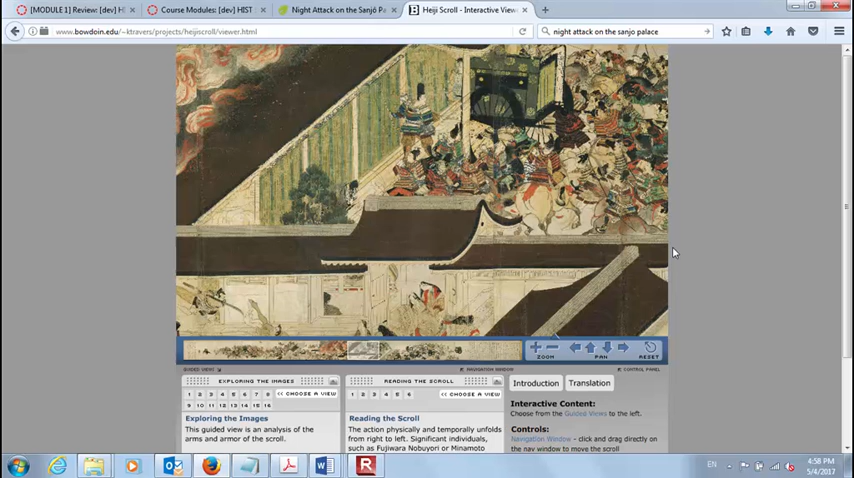 [MODULE 1] Review: [dev] H
Course Modules: [dev] HIST
Night Attack on the Sanjō Pa
Heiji Scroll - Interactive View
www.bowdoin.edu/~ktravers/projects/heijiscroll/viewer.html
night attack on the sanjo palace
ZOOM
PAN
RESET
GUIDED VIEWS
NAVIGATION WINDOW
CONTROL PANEL
EXPLORING THE IMAGES
READING THE SCROLL
Introduction
Translation
1 2 3 4 5 6 7 8
<< CHOOSE A VIEW
1 2 3 4 5 6
<< CHOOSE A VIEW
9 10 11 12 13 14 15 16
Exploring the Images
This guided view is an analysis of the
arms and armor of the scroll.
Reading the Scroll
The action physically and temporally unfolds
from right to left. Significant individuals,
such as Fujiwara Nobuyori or Minamoto
Interactive Content:
Choose from the Guided Views to the left.
Controls:
Navigation Window - click and drag directly on
the nav window to move the scroll
EN
4:58 PM
5/4/2017